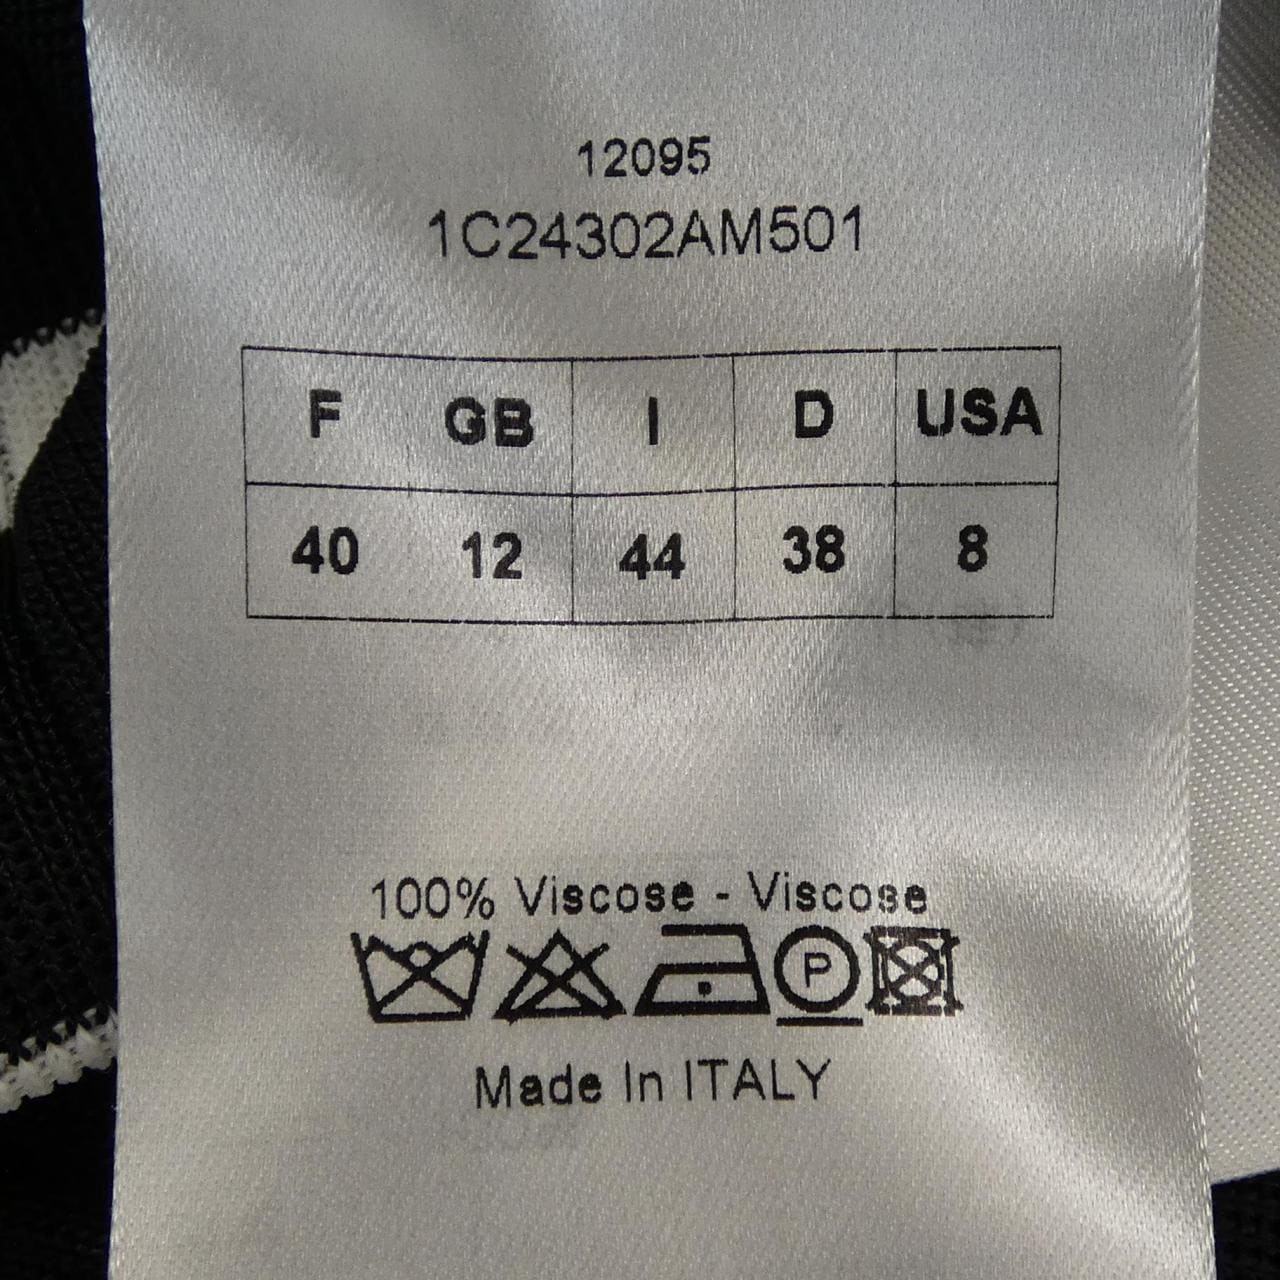 12095
1C24302AM501
F GB I D USA
40 12 44 38 8
100% Viscose - Viscose
P
Made In ITALY